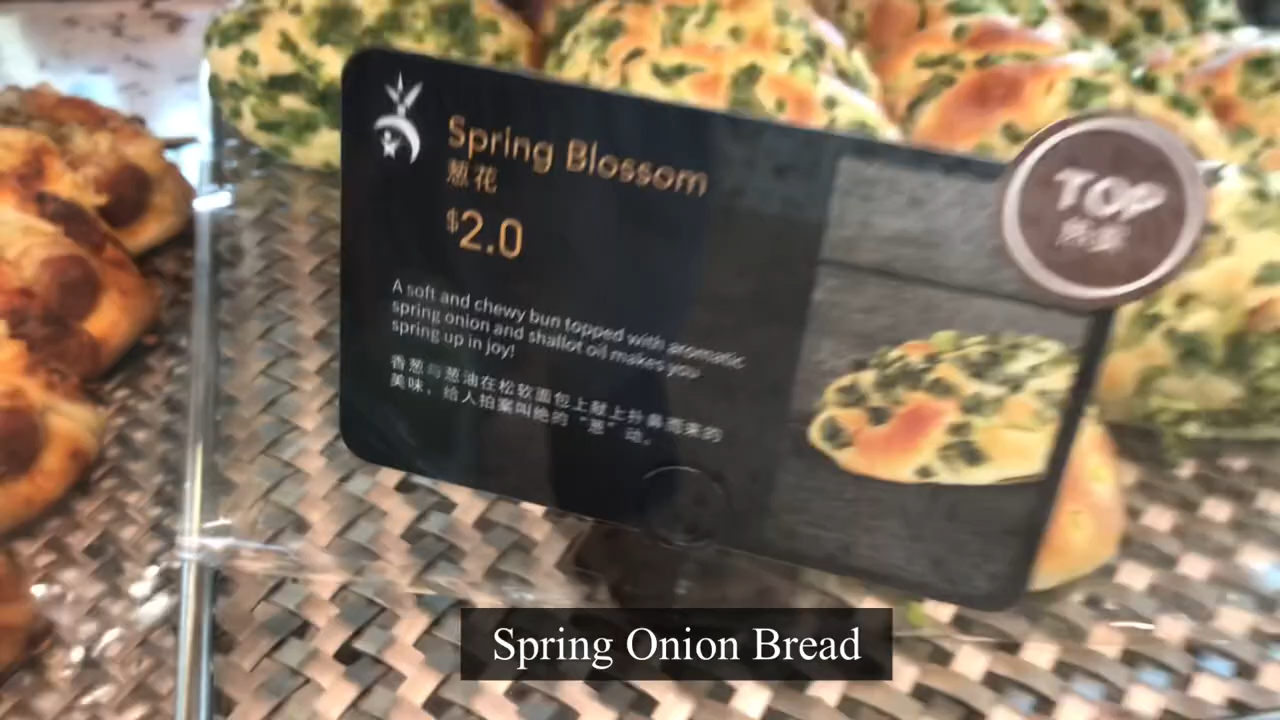 Spring Blossom
葱花
$2.0
A soft and chewy bun topped with aromatic
spring onion and shallot oil makes you
spring up in joy!
香葱与葱油在松软面包上献上扑鼻而来的
美味，给人拍案叫绝的“葱”动。
TOP
Spring Onion Bread